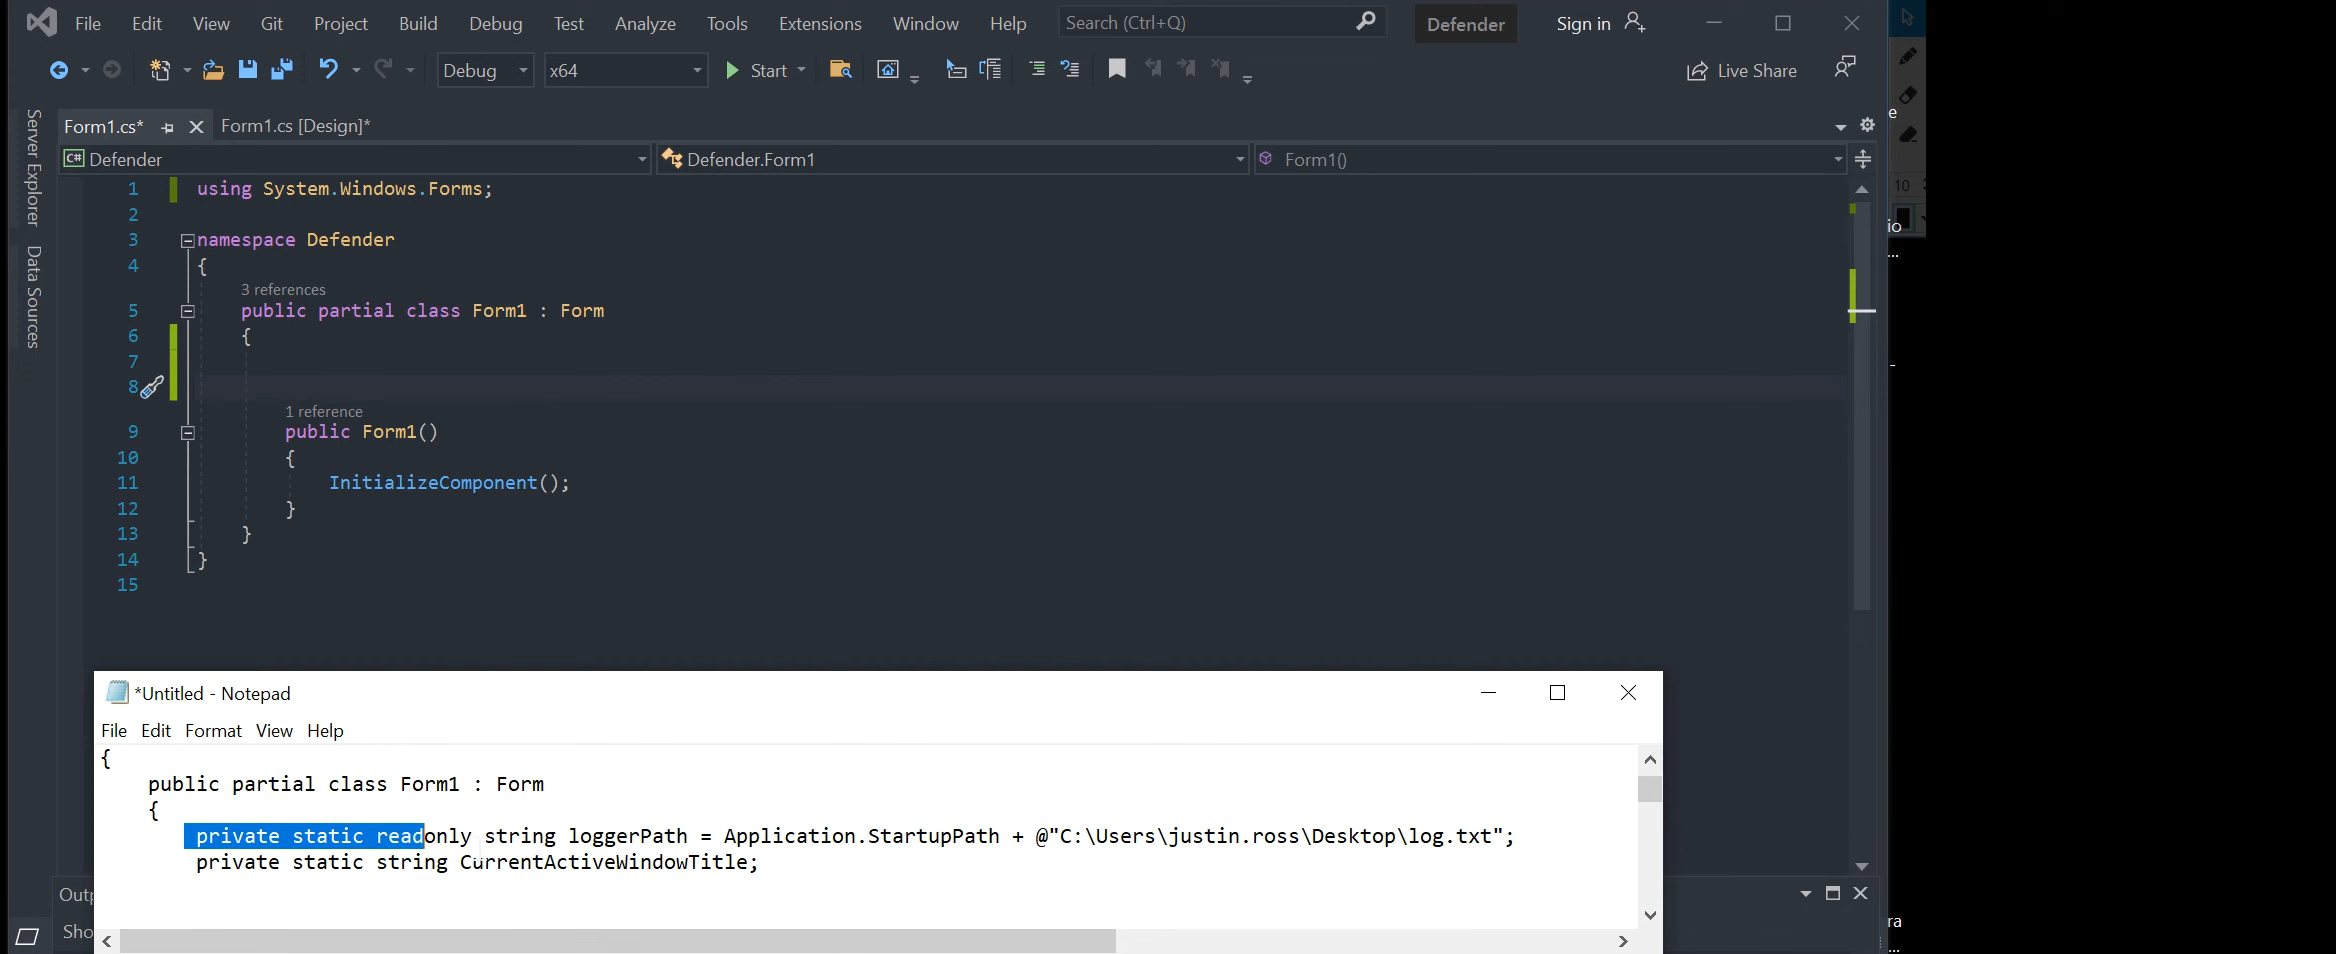 File Edit View Git Project Build Debug Test Analyze Tools Extensions Window Help Search (Ctrl+Q) Defender Sign in
Debug x64 Start Live Share
Server Explorer
Data Sources
Form1.cs* Form1.cs [Design]*
C# Defender Defender.Form1 Form1()
1 using System.Windows.Forms;
2
3 namespace Defender
4 {
3 references
5 public partial class Form1 : Form
6 {
7
8
1 reference
9 public Form1()
10 {
11 InitializeComponent();
12 }
13 }
14 }
15
*Untitled - Notepad
File Edit Format View Help
{
public partial class Form1 : Form
{
private static readonly string loggerPath = Application.StartupPath + @"C:\Users\justin.ross\Desktop\log.txt";
private static string CurrentActiveWindowTitle;
Outp
Sho
e
10
io
...
-
ra
...